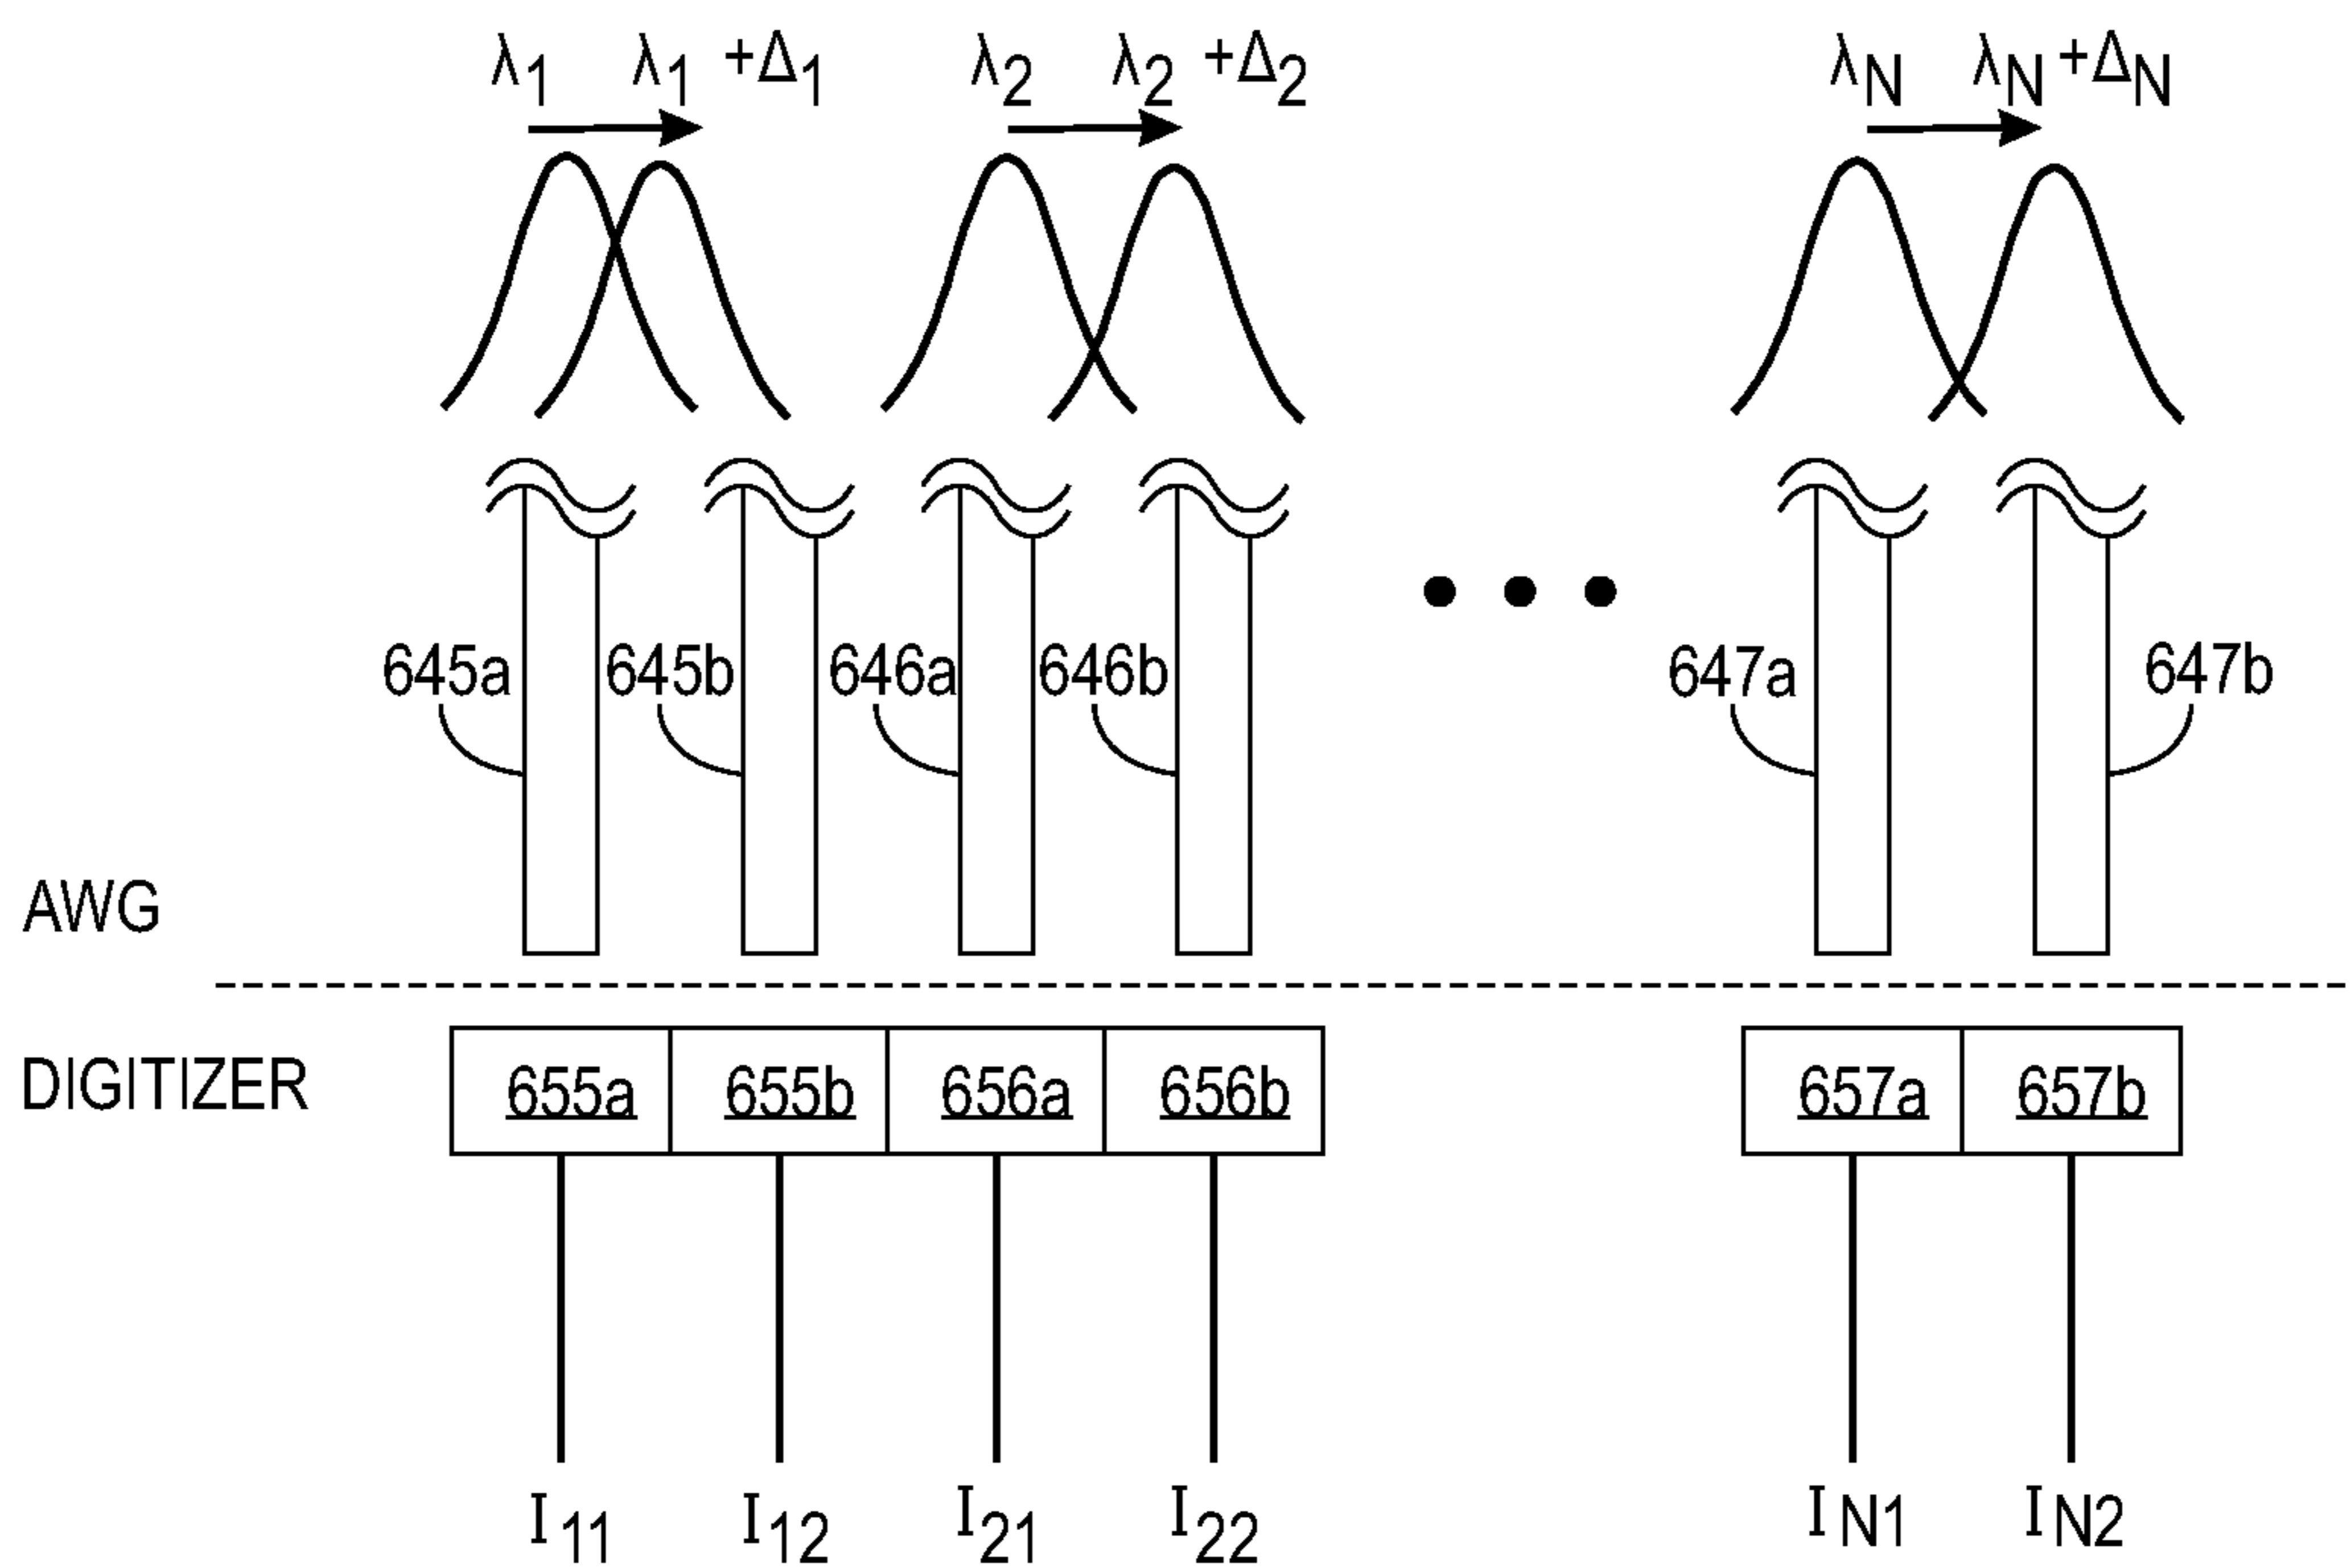 λ1 λ1 +Δ1 λ2 λ2 +Δ2 λN λN +ΔN
645a 645b 646a 646b 647a 647b
AWG
DIGITIZER 655a 655b 656a 656b 657a 657b
I11 I12 I21 I22 IN1 IN2